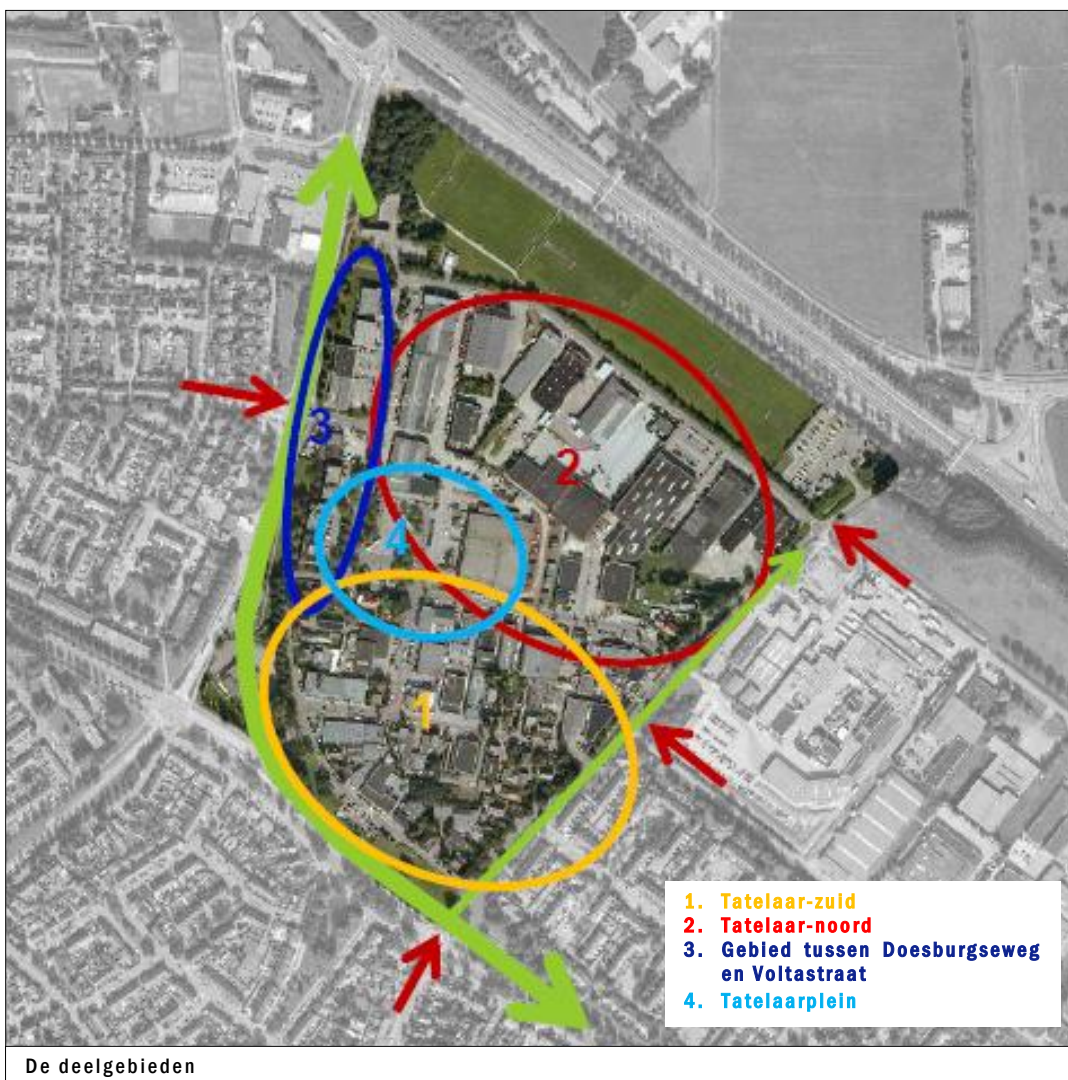 3
2
4
1
1. Tatelaar-zuid
2. Tatelaar-noord
3. Gebied tussen Doesburgseweg
en Voltastraat
4. Tatelaarplein
De deelgebieden